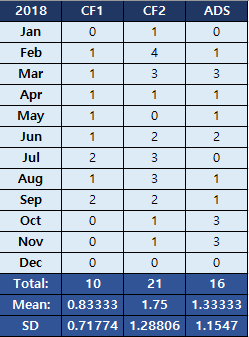 2018 CF1 CF2 ADS
Jan 0 1 0
Feb 1 4 1
Mar 1 3 3
Apr 1 1 1
May 1 0 1
Jun 1 2 2
Jul 2 3 0
Aug 1 3 1
Sep 2 2 1
Oct 0 1 3
Nov 0 1 3
Dec 0 0 0
Total: 10 21 16
Mean: 0.83333 1.75 1.33333
SD 0.71774 1.28806 1.1547